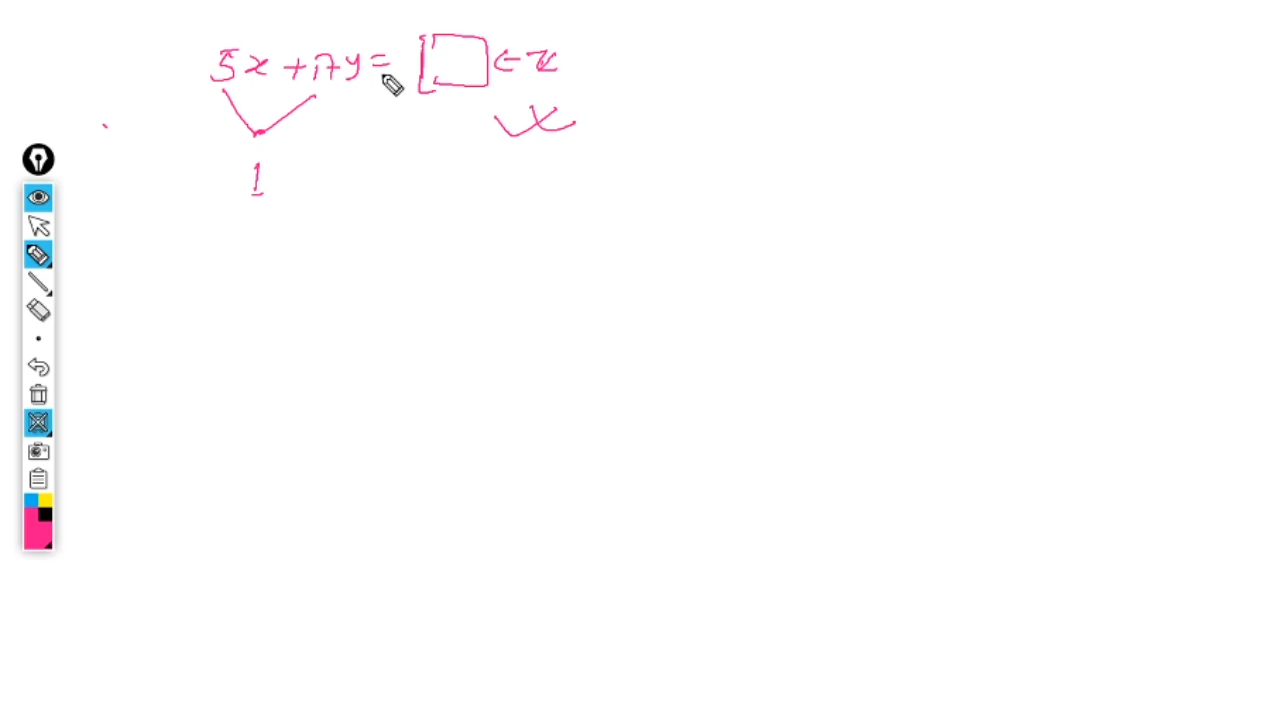 5x + 17y = □ ← z
1